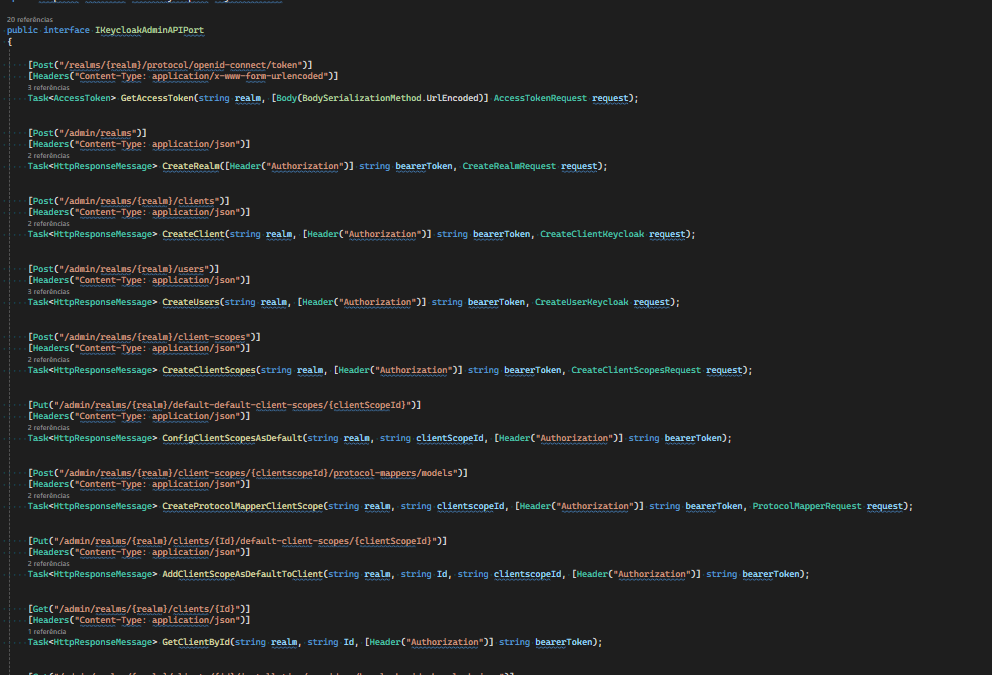 20 referências
public interface IKeycloakAdminAPIPort
{
[Post("/realms/{realm}/protocol/openid-connect/token")]
[Headers("Content-Type: application/x-www-form-urlencoded")]
3 referências
Task<AccessToken> GetAccessToken(string realm, [Body(BodySerializationMethod.UrlEncoded)] AccessTokenRequest request);
[Post("/admin/realms")]
[Headers("Content-Type: application/json")]
2 referências
Task<HttpResponseMessage> CreateRealm([Header("Authorization")] string bearerToken, CreateRealmRequest request);
[Post("/admin/realms/{realm}/clients")]
[Headers("Content-Type: application/json")]
2 referências
Task<HttpResponseMessage> CreateClient(string realm, [Header("Authorization")] string bearerToken, CreateClientKeycloak request);
[Post("/admin/realms/{realm}/users")]
[Headers("Content-Type: application/json")]
3 referências
Task<HttpResponseMessage> CreateUsers(string realm, [Header("Authorization")] string bearerToken, CreateUserKeycloak request);
[Post("/admin/realms/{realm}/client-scopes")]
[Headers("Content-Type: application/json")]
2 referências
Task<HttpResponseMessage> CreateClientScopes(string realm, [Header("Authorization")] string bearerToken, CreateClientScopesRequest request);
[Put("/admin/realms/{realm}/default-default-client-scopes/{clientScopeId}")]
[Headers("Content-Type: application/json")]
2 referências
Task<HttpResponseMessage> ConfigClientScopesAsDefault(string realm, string clientScopeId, [Header("Authorization")] string bearerToken);
[Post("/admin/realms/{realm}/client-scopes/{clientscopeId}/protocol-mappers/models")]
[Headers("Content-Type: application/json")]
2 referências
Task<HttpResponseMessage> CreateProtocolMapperClientScope(string realm, string clientscopeId, [Header("Authorization")] string bearerToken, ProtocolMapperRequest request);
[Put("/admin/realms/{realm}/clients/{Id}/default-client-scopes/{clientScopeId}")]
[Headers("Content-Type: application/json")]
2 referências
Task<HttpResponseMessage> AddClientScopeAsDefaultToClient(string realm, string Id, string clientscopeId, [Header("Authorization")] string bearerToken);
[Get("/admin/realms/{realm}/clients/{Id}")]
[Headers("Content-Type: application/json")]
1 referência
Task<HttpResponseMessage> GetClientById(string realm, string Id, [Header("Authorization")] string bearerToken);